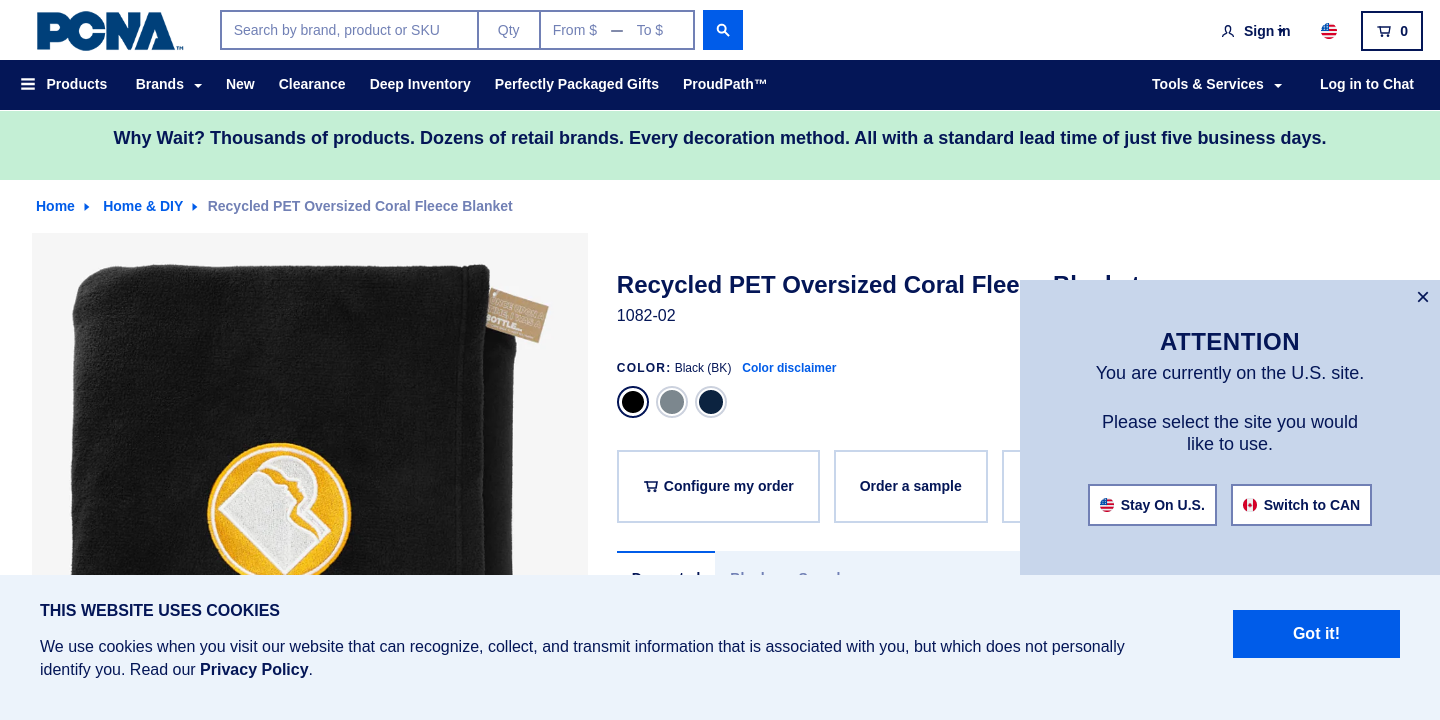 PCNA™
Search by brand, product or SKU
Qty
From $ — To $
Sign in
0
Products
Brands
New
Clearance
Deep Inventory
Perfectly Packaged Gifts
ProudPath™
Tools & Services
Log in to Chat
Why Wait? Thousands of products. Dozens of retail brands. Every decoration method. All with a standard lead time of just five business days.
Home
Home & DIY
Recycled PET Oversized Coral Fleece Blanket
BOTTLE
Recycled PET Oversized Coral Fleece Blanket
1082-02
COLOR: Black (BK) Color disclaimer
Configure my order
Order a sample
×
ATTENTION
You are currently on the U.S. site.
Please select the site you would
like to use.
Stay On U.S.
Switch to CAN
THIS WEBSITE USES COOKIES
We use cookies when you visit our website that can recognize, collect, and transmit information that is associated with you, but which does not personally
identify you. Read our Privacy Policy.
Got it!